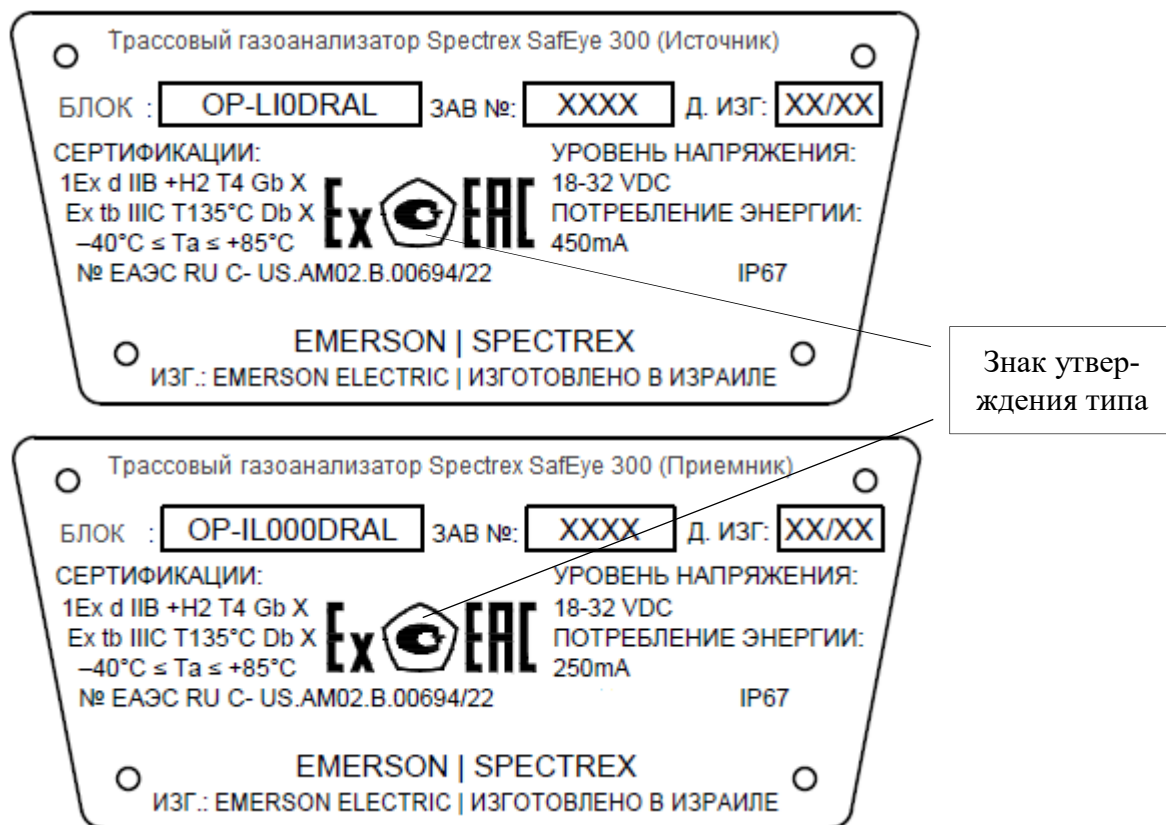 Трассовый газоанализатор Spectrex SafEye 300 (Источник)
БЛОК : OP-LI0DRAL ЗАВ №: XXXX Д. ИЗГ: XX/XX
СЕРТИФИКАЦИИ: УРОВЕНЬ НАПРЯЖЕНИЯ:
1Ex d IIB +H2 T4 Gb X 18-32 VDC
Ex tb IIIC T135°C Db X Ex EAC ПОТРЕБЛЕНИЕ ЭНЕРГИИ:
–40°C ≤ Ta ≤ +85°C 450mA
№ ЕАЭС RU C- US.AM02.B.00694/22 IP67
EMERSON | SPECTREX
ИЗГ.: EMERSON ELECTRIC | ИЗГОТОВЛЕНО В ИЗРАИЛЕ
Знак утвер-
ждения типа
Трассовый газоанализатор Spectrex SafEye 300 (Приемник)
БЛОК : OP-IL000DRAL ЗАВ №: XXXX Д. ИЗГ: XX/XX
СЕРТИФИКАЦИИ: УРОВЕНЬ НАПРЯЖЕНИЯ:
1Ex d IIB +H2 T4 Gb X 18-32 VDC
Ex tb IIIC T135°C Db X Ex EAC ПОТРЕБЛЕНИЕ ЭНЕРГИИ:
–40°C ≤ Ta ≤ +85°C 250mA
№ ЕАЭС RU C- US.AM02.B.00694/22 IP67
EMERSON | SPECTREX
ИЗГ.: EMERSON ELECTRIC | ИЗГОТОВЛЕНО В ИЗРАИЛЕ